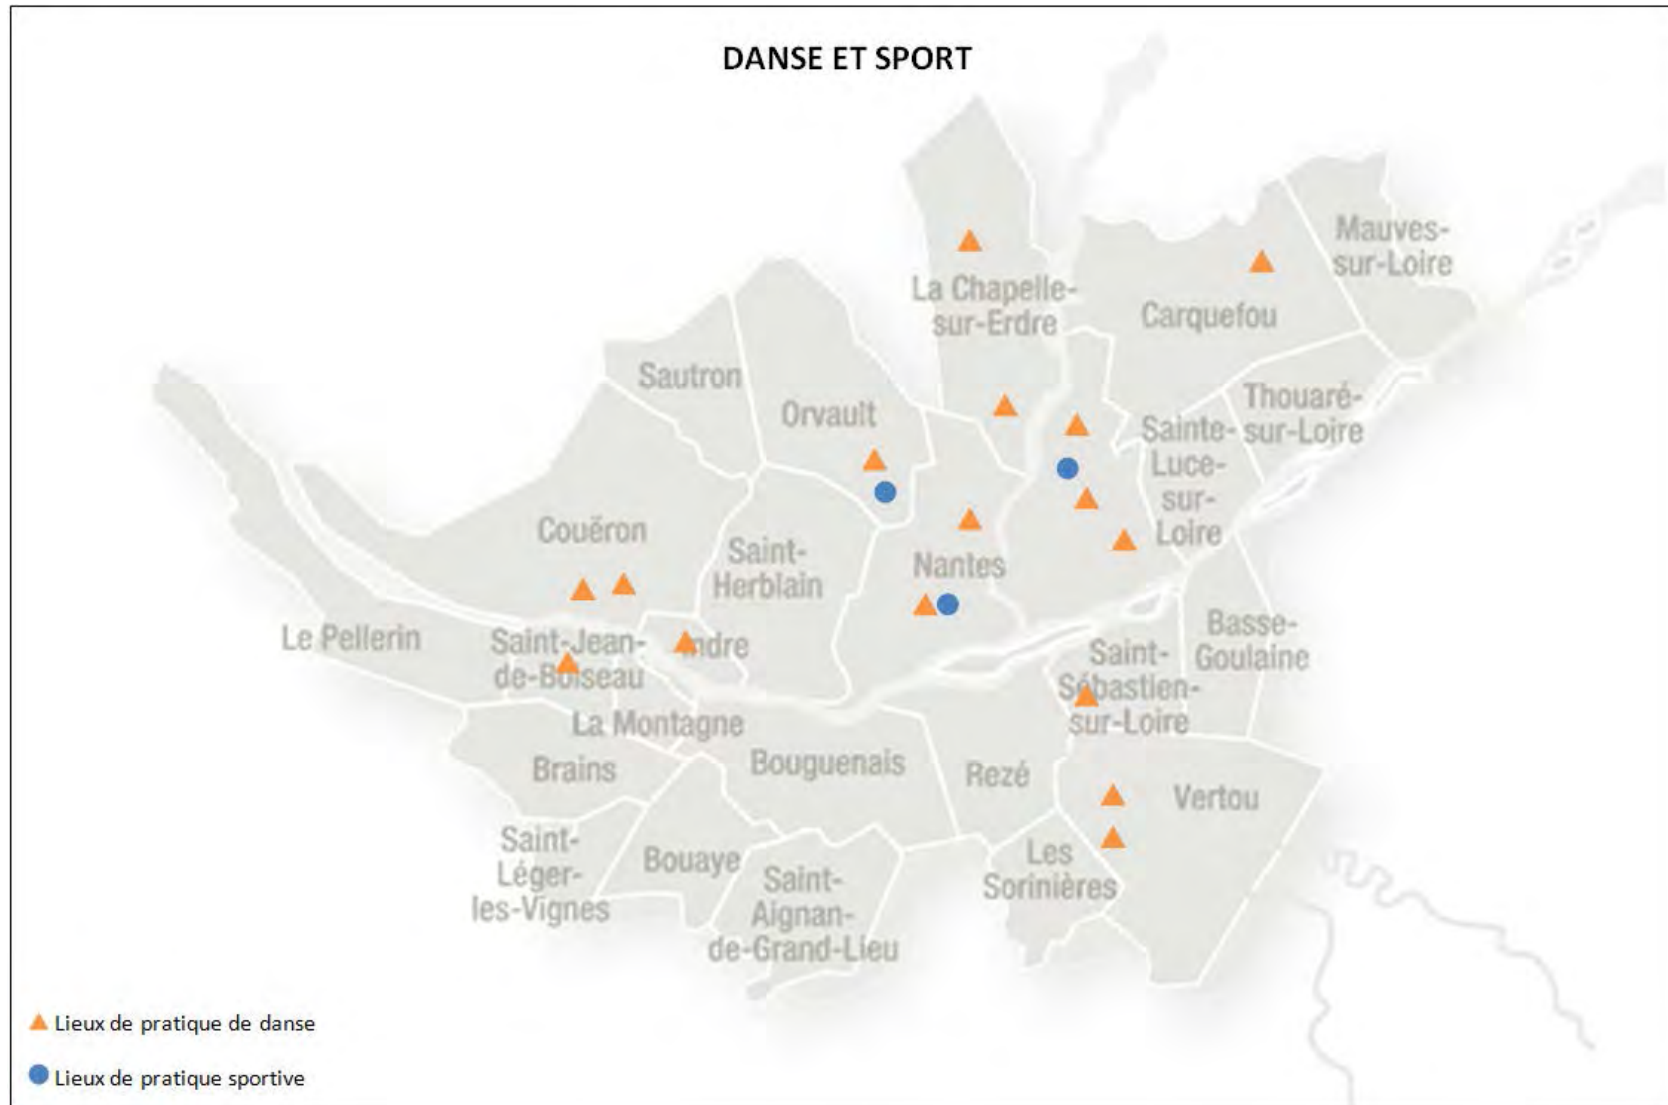 DANSE ET SPORT
Mauves-
sur-Loire
La Chapelle-
sur-Erdre
Carquefou
Sautron
Orvault
Thouaré-
sur-Loire
Sainte-
Luce-
sur-
Loire
Couëron
Saint-
Herblain
Nantes
Le Pellerin
Saint-Jean-
de-Boiseau
Indre
Basse-
Goulaine
Saint-
Sébastien-
sur-Loire
La Montagne
Brains
Bouguenais
Rezé
Vertou
Saint-
Léger-
les-Vignes
Bouaye
Saint-
Aignan-
de-Grand-Lieu
Les
Sorinières
Lieux de pratique de danse
Lieux de pratique sportive